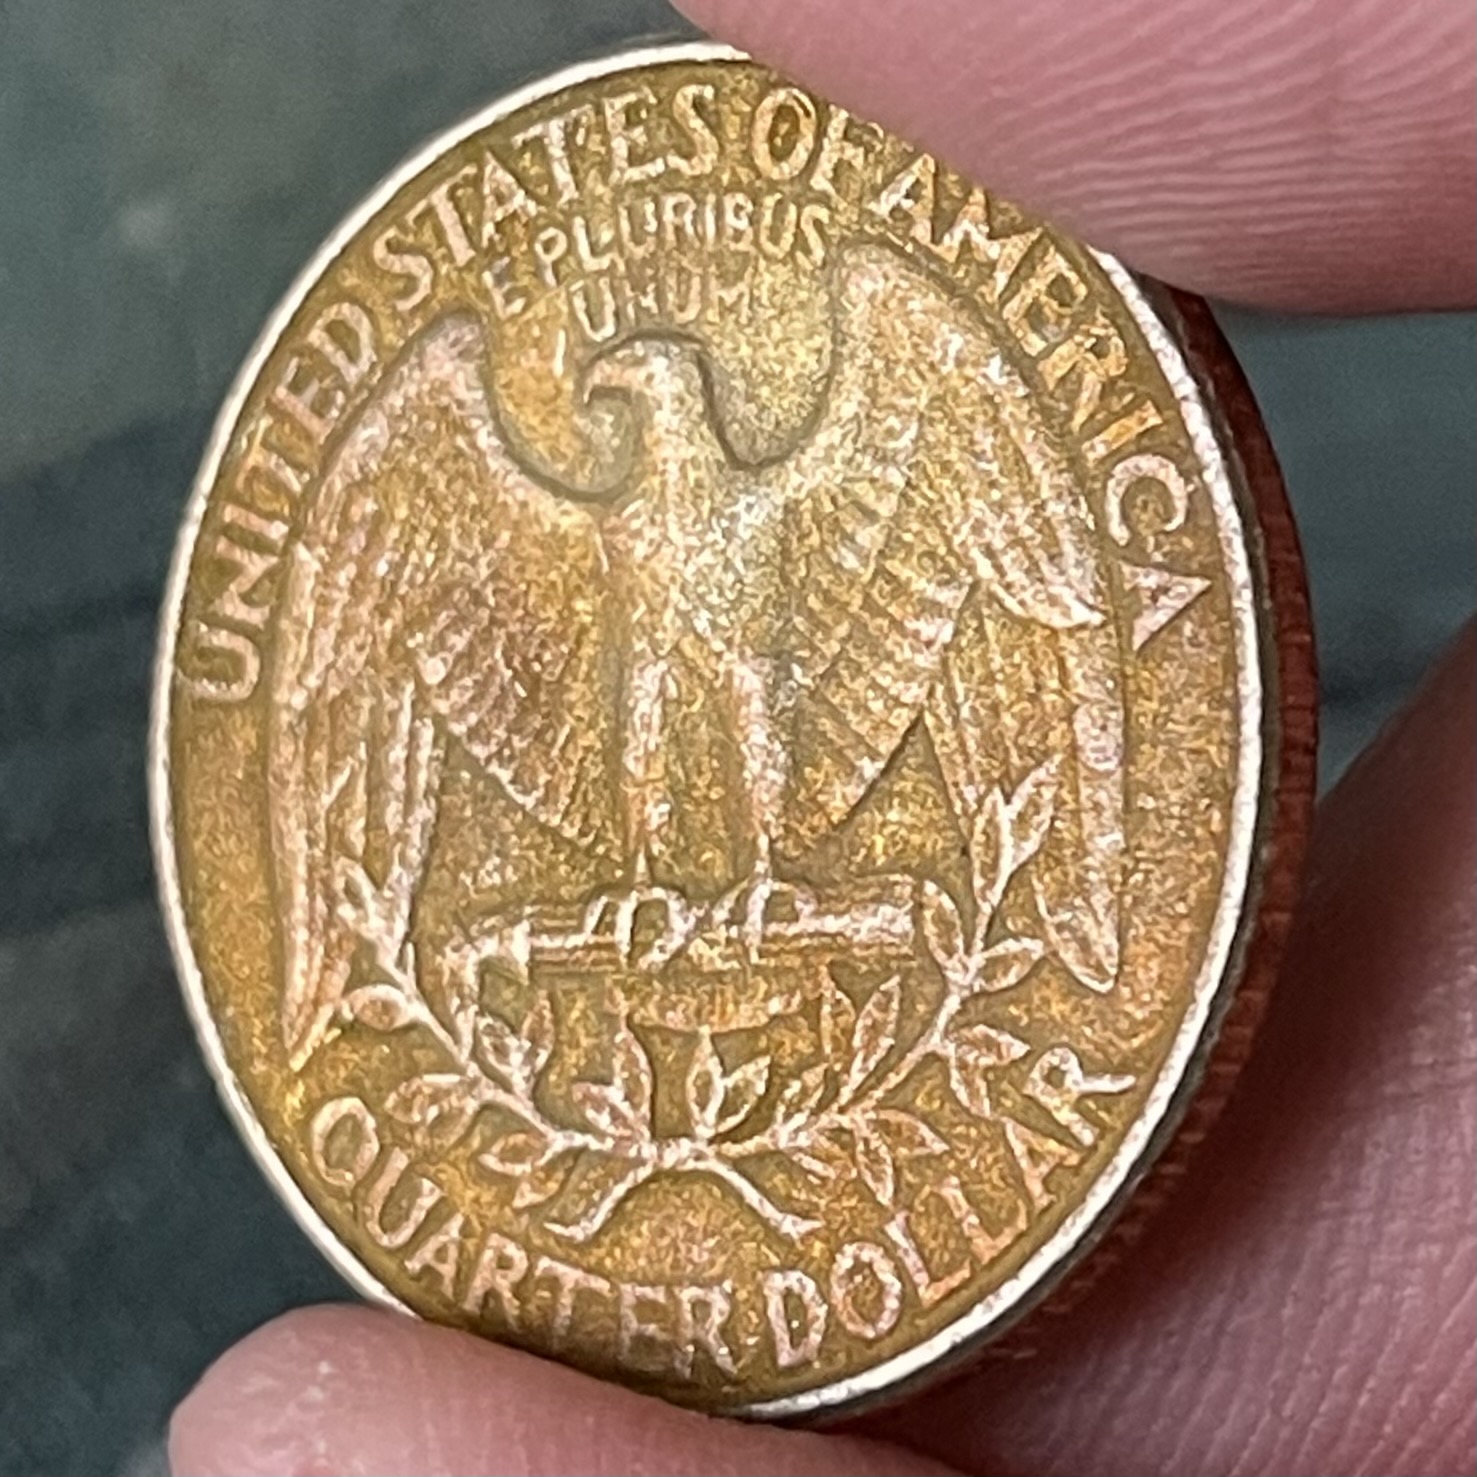 UNITED STATES OF AMERICA
E PLURIBUS
UNUM
QUARTER DOLLAR